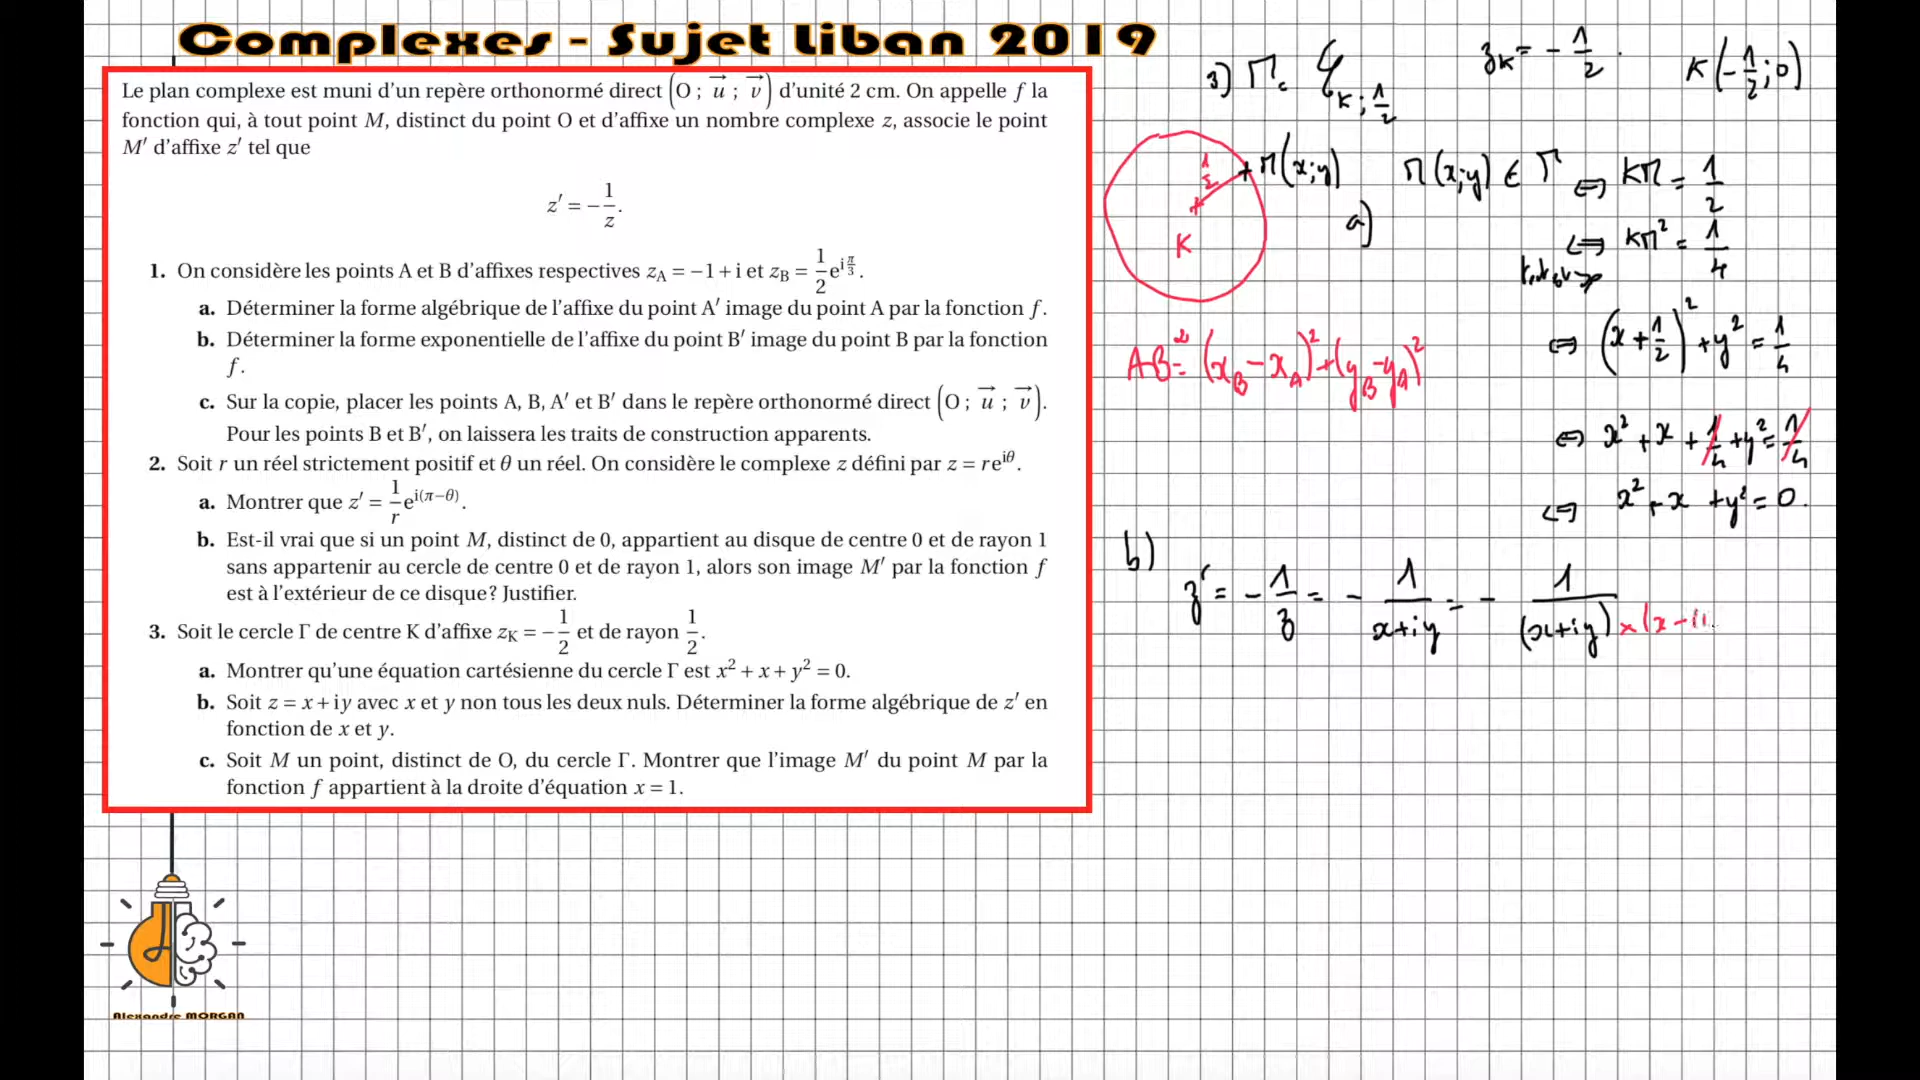 Complexes - Sujet Liban 2019
Le plan complexe est muni d'un repère orthonormé direct (O ; u⃗ ; v⃗) d'unité 2 cm. On appelle f la
fonction qui, à tout point M, distinct du point O et d'affixe un nombre complexe z, associe le point
M′ d'affixe z′ tel que
z′ = −1/z.
1. On considère les points A et B d'affixes respectives zA = −1 + i et zB = 1/2 e^(iπ/3).
a. Déterminer la forme algébrique de l'affixe du point A′ image du point A par la fonction f.
b. Déterminer la forme exponentielle de l'affixe du point B′ image du point B par la fonction
f.
c. Sur la copie, placer les points A, B, A′ et B′ dans le repère orthonormé direct (O ; u⃗ ; v⃗).
Pour les points B et B′, on laissera les traits de construction apparents.
2. Soit r un réel strictement positif et θ un réel. On considère le complexe z défini par z = re^(iθ).
a. Montrer que z′ = 1/r e^(i(π−θ)).
b. Est-il vrai que si un point M, distinct de 0, appartient au disque de centre 0 et de rayon 1
sans appartenir au cercle de centre 0 et de rayon 1, alors son image M′ par la fonction f
est à l'extérieur de ce disque? Justifier.
3. Soit le cercle Γ de centre K d'affixe zK = −1/2 et de rayon 1/2.
a. Montrer qu'une équation cartésienne du cercle Γ est x² + x + y² = 0.
b. Soit z = x + iy avec x et y non tous les deux nuls. Déterminer la forme algébrique de z′ en
fonction de x et y.
c. Soit M un point, distinct de O, du cercle Γ. Montrer que l'image M′ du point M par la
fonction f appartient à la droite d'équation x = 1.
Alexandre MORGAN
3) Γ = 𝒞 K ; 1/2
zK = −1/2
K(−1/2 ; 0)
1/2
M(x;y)
K
a)
M(x;y) ∈ Γ ⇔ KM = 1/2
⇔ KM² = 1/4
AB² = (xB − xA)² + (yB − yA)²
⇔ (x + 1/2)² + y² = 1/4
⇔ x² + x + 1/4 + y² = 1/4
⇔ x² + x + y² = 0.
b)
z′ = −1/z = −1/(x+iy) = −1/(x+iy) × (x −